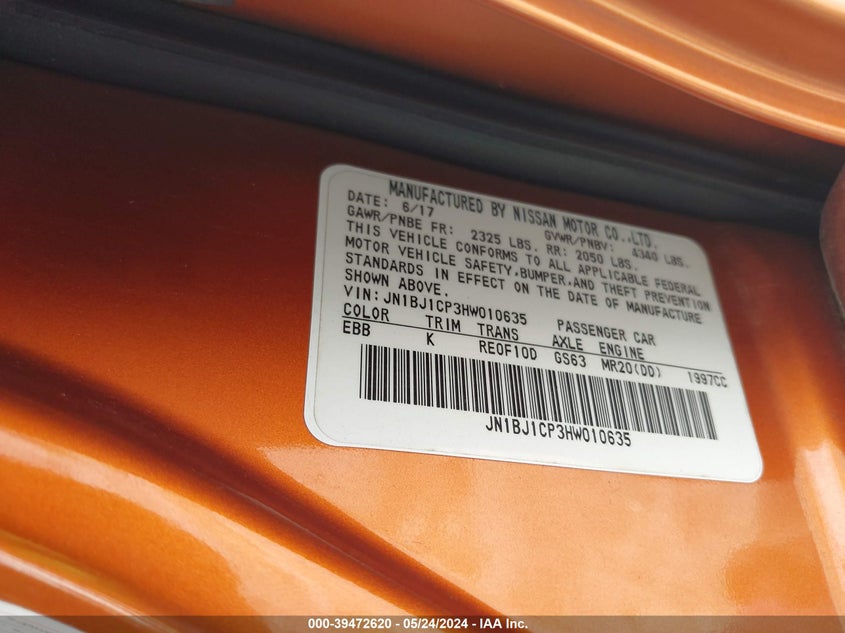 MANUFACTURED BY NISSAN MOTOR CO.,LTD.
DATE: 6/17
GVWR/PNBV: 4340 LBS.
GAWR/PNBE FR: 2325 LBS. RR: 2050 LBS.
THIS VEHICLE CONFORMS TO ALL APPLICABLE FEDERAL
MOTOR VEHICLE SAFETY,BUMPER,AND THEFT PREVENTION
STANDARDS IN EFFECT ON THE DATE OF MANUFACTURE
SHOWN ABOVE.
VIN:JN1BJ1CP3HW010635 PASSENGER CAR
COLOR TRIM TRANS AXLE ENGINE
EBB K RE0F10D GS63 MR20(DD) 1997CC
JN1BJ1CP3HW010635
000-39472620 - 05/24/2024 - IAA Inc.